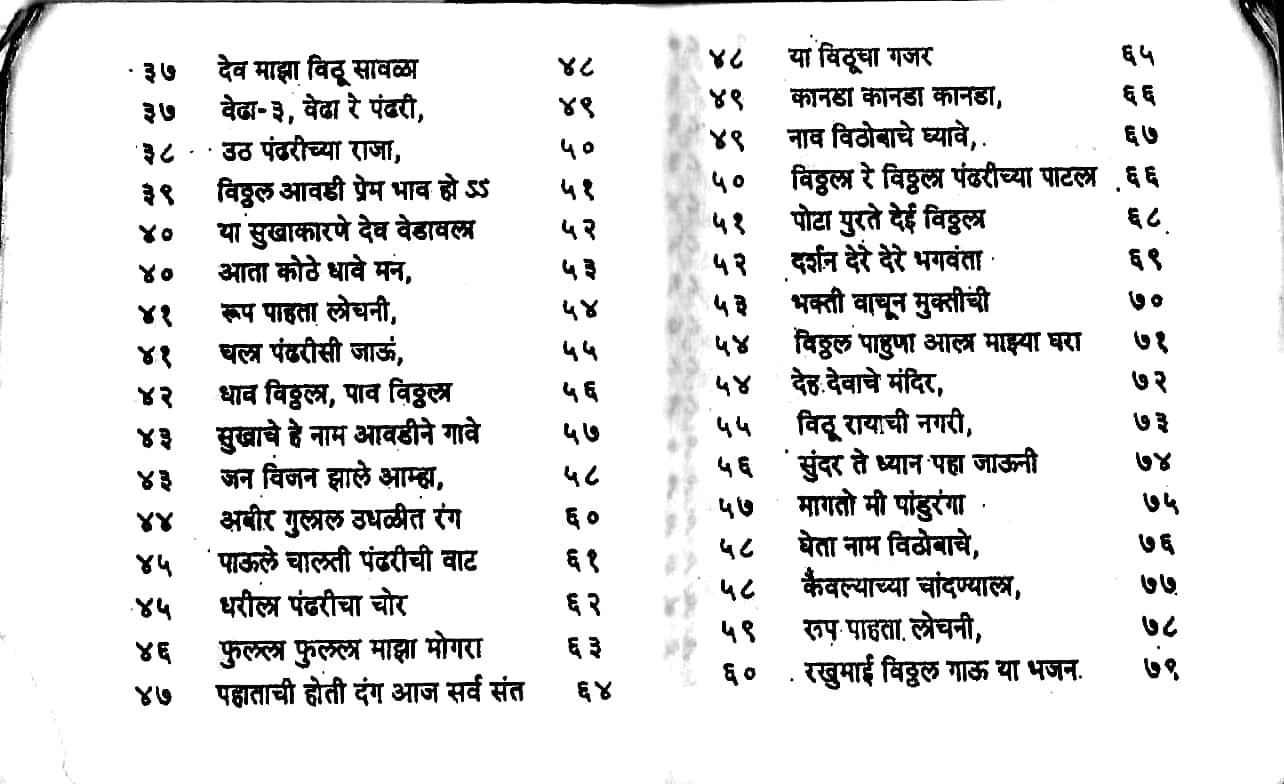 ३७ देव माझा विठू सावळा ४८
३७ वेढा-३, वेढा रे पंढरी, ४९
३८ उठ पंढरीच्या राजा, ५०
३९ विठ्ठल आवडी प्रेम भाव हो ऽऽ ५१
४० या सुखाकारणे देव वेडावला ५२
४० आता कोठे धावे मन, ५३
४१ रूप पाहता लोचनी, ५४
४१ चला पंढरीसी जाऊं, ५५
४२ धाव विठ्ठला, पाव विठ्ठला ५६
४३ सुखाचे हे नाम आवडीने गावे ५७
४३ जन विजन झाले आम्हा, ५८
४४ अबीर गुलाल उधळीत रंग ६०
४५ पाऊले चालती पंढरीची वाट ६१
४५ धरीला पंढरीचा चोर ६२
४६ फुलला फुलला माझा मोगरा ६३
४७ पहाताची होती दंग आज सर्व संत ६४
४८ या विठूचा गजर ६५
४९ कानडा कानडा कानडा, ६६
४९ नाव विठोबाचे घ्यावे, ६७
५० विठ्ठला रे विठ्ठला पंढरीच्या पाटला ६६
५१ पोटा पुरते देई विठ्ठला ६८
५२ दर्शन देरे देरे भगवंता ६९
५३ भक्ती वाचून मुक्तीची ७०
५४ विठ्ठल पाहुणा आला माझ्या घरा ७१
५४ देह देवाचे मंदिर, ७२
५५ विठू रायाची नगरी, ७३
५६ सुंदर ते ध्यान पहा जाऊनी ७४
५७ मागतो मी पांडुरंगा ७५
५८ घेता नाम विठोबाचे, ७६
५८ कैवल्याच्या चांदण्याला, ७७
५९ रूप पाहता लोचनी, ७८
६० रखुमाई विठ्ठल गाऊ या भजन ७९